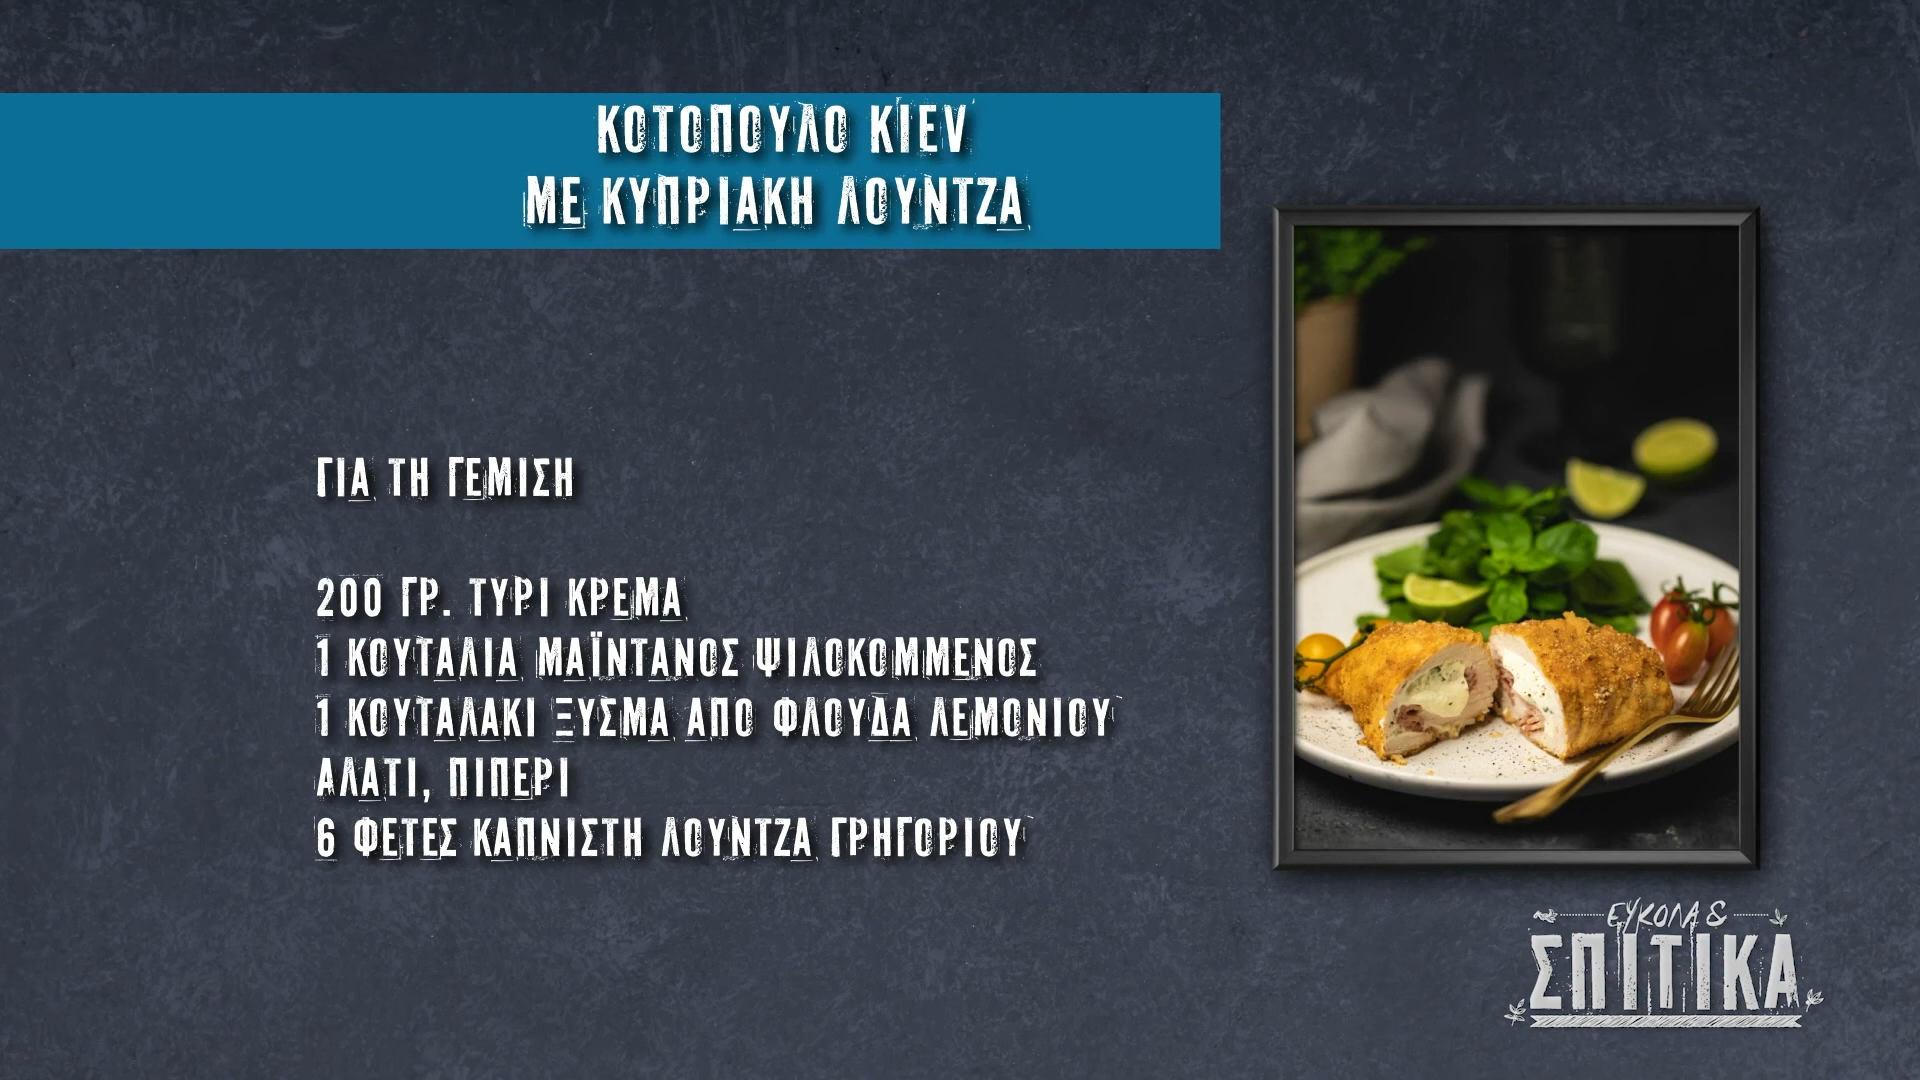 ΚΟΤΟΠΟΥΛΟ KIEV
ΜΕ ΚΥΠΡΙΑΚΗ ΛΟΥΝΤΖΑ
ΓΙΑ ΤΗ ΓΕΜΙΣΗ
200 ΓΡ. ΤΥΡΙ ΚΡΕΜΑ
1 ΚΟΥΤΑΛΙΑ ΜΑΪΝΤΑΝΟΣ ΨΙΛΟΚΟΜΜΕΝΟΣ
1 ΚΟΥΤΑΛΑΚΙ ΞΥΣΜΑ ΑΠΟ ΦΛΟΥΔΑ ΛΕΜΟΝΙΟΥ
ΑΛΑΤΙ, ΠΙΠΕΡΙ
6 ΦΕΤΕΣ ΚΑΠΝΙΣΤΗ ΛΟΥΝΤΖΑ ΓΡΗΓΟΡΙΟΥ
ΕΥΚΟΛΑ &
ΣΠΙΤΙΚΑ